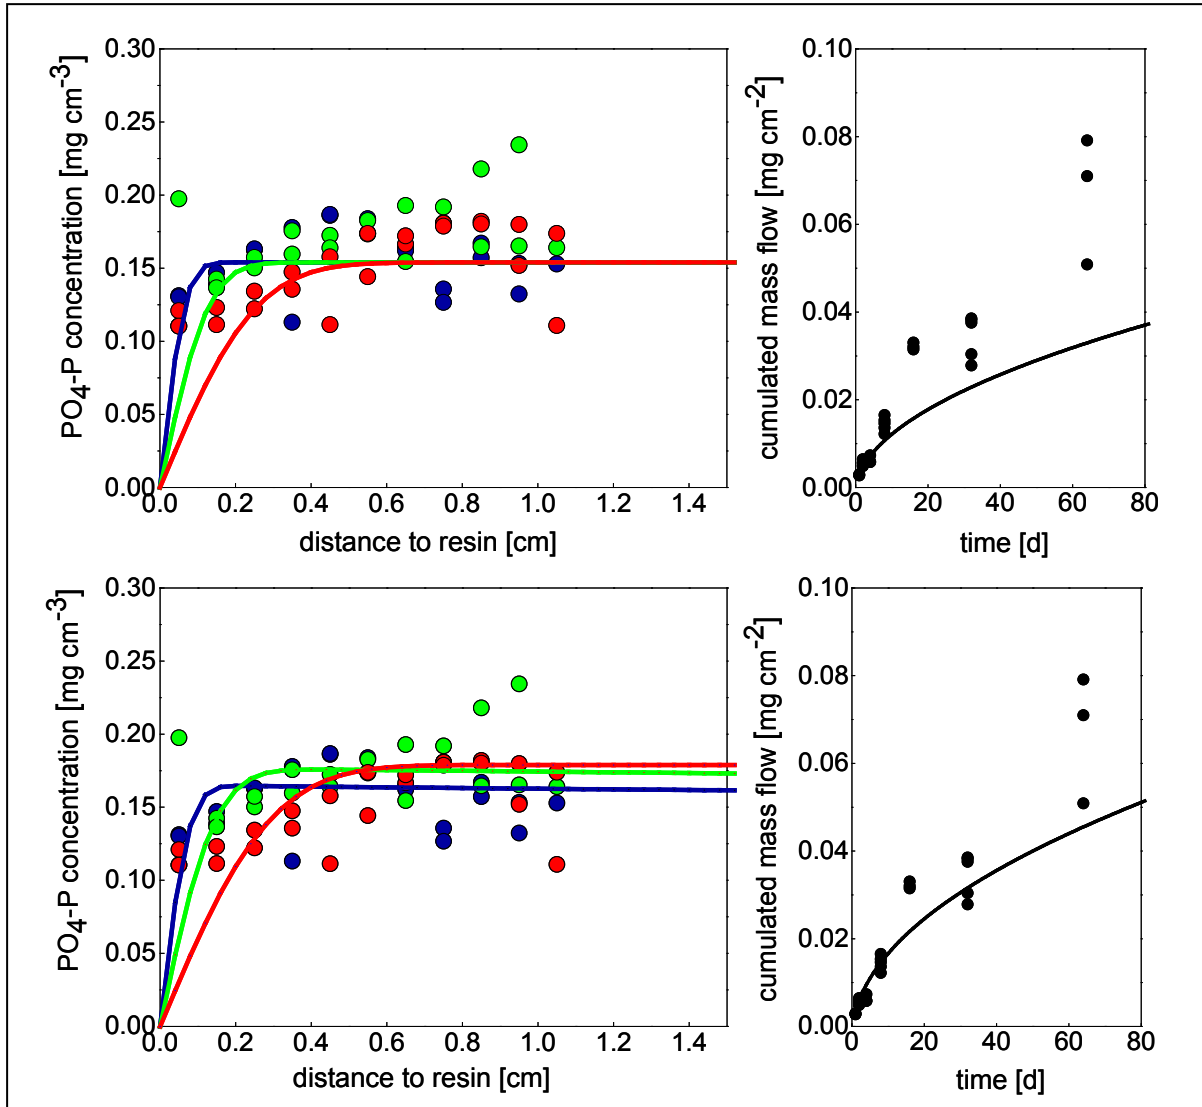 0.30
0.25
0.20
0.15
0.10
0.05
0.00
PO4-P concentration [mg cm-3]
0.0 0.2 0.4 0.6 0.8 1.0 1.2 1.4
distance to resin [cm]
0.10
0.08
0.06
0.04
0.02
0.00
cumulated mass flow [mg cm-2]
0 20 40 60 80
time [d]
0.30
0.25
0.20
0.15
0.10
0.05
0.00
PO4-P concentration [mg cm-3]
0.0 0.2 0.4 0.6 0.8 1.0 1.2 1.4
distance to resin [cm]
0.10
0.08
0.06
0.04
0.02
0.00
cumulated mass flow [mg cm-2]
0 20 40 60 80
time [d]